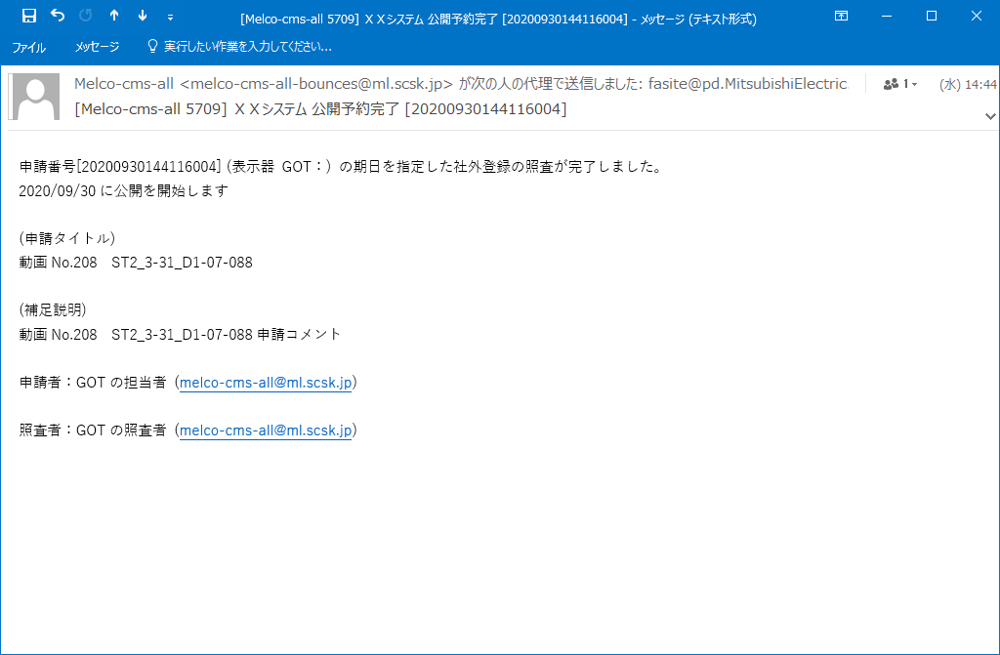 [Melco-cms-all 5709] ＸＸシステム 公開予約完了 [20200930144116004] - メッセージ (テキスト形式)
ファイル メッセージ 実行したい作業を入力してください...
Melco-cms-all <melco-cms-all-bounces@ml.scsk.jp> が次の人の代理で送信しました: fasite@pd.MitsubishiElectric. 1 (水) 14:44
[Melco-cms-all 5709] ＸＸシステム 公開予約完了 [20200930144116004]
申請番号[20200930144116004] (表示器 GOT：) の期日を指定した社外登録の照査が完了しました。
2020/09/30 に公開を開始します
(申請タイトル)
動画 No.208　ST2_3-31_D1-07-088
(補足説明)
動画 No.208　ST2_3-31_D1-07-088 申請コメント
申請者：GOT の担当者 (melco-cms-all@ml.scsk.jp)
照査者：GOT の照査者 (melco-cms-all@ml.scsk.jp)